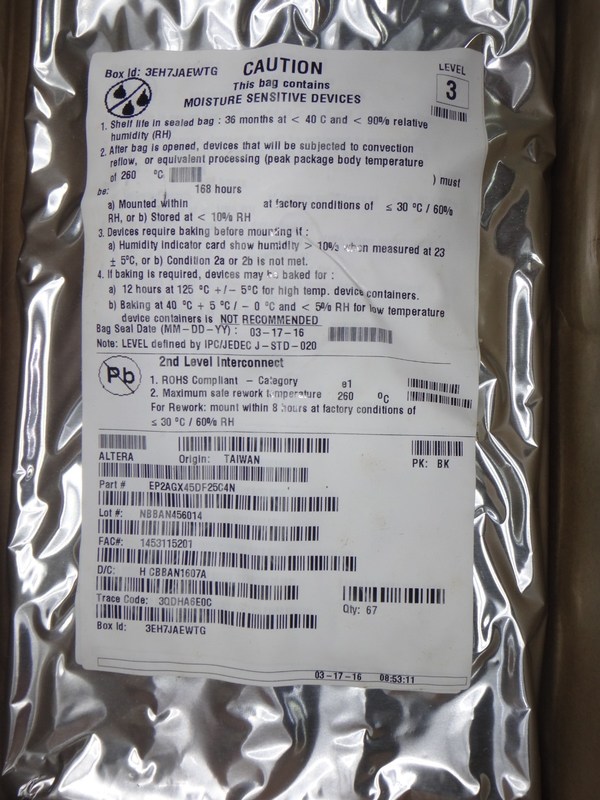 Box Id: 3EH7JAEWTG
CAUTION
This bag contains
MOISTURE SENSITIVE DEVICES
LEVEL
3
1. Shelf life in sealed bag : 36 months at < 40 C and < 90% relative
humidity (RH)
2. After bag is opened, devices that will be subjected to convection
reflow, or equivalent processing (peak package body temperature
of 260 °C ) must
be: 168 hours
a) Mounted within at factory conditions of ≤ 30 °C / 60%
RH, or b) Stored at < 10% RH
3. Devices require baking before mounting if :
a) Humidity indicator card show humidity > 10% when measured at 23
± 5°C, or b) Condition 2a or 2b is not met.
4. If baking is required, devices may be baked for :
a) 12 hours at 125 °C +/- 5°C for high temp. device containers.
b) Baking at 40 °C + 5 °C / - 0 °C and < 5% RH for low temperature
device containers is NOT RECOMMENDED
Bag Seal Date (MM-DD-YY) : 03-17-16
Note: LEVEL defined by IPC/JEDEC J-STD-020
Pb
2nd Level Interconnect
1. ROHS Compliant - Category e1
2. Maximum safe rework temperature 260 °C
For Rework: mount within 8 hours at factory conditions of
≤ 30 °C / 60% RH
ALTERA Origin: TAIWAN PK: BK
Part # EP2AGX45DF25C4N
Lot #: NBBAN456014
FAC#: 1453115201
D/C: H CBBAN1607A
Trace Code: 3QDHA6E0C
Qty: 67
Box Id: 3EH7JAEWTG
03-17-16 08:53:11